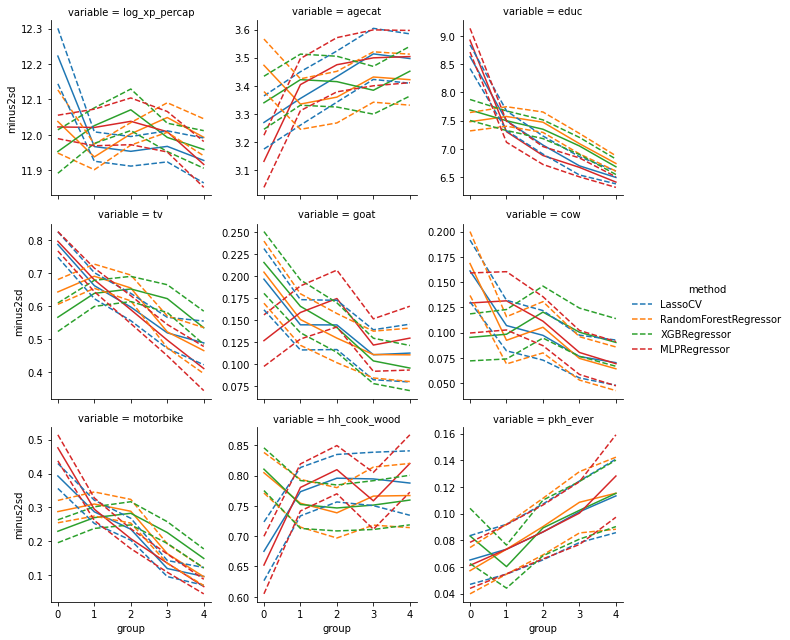 variable = log_xp_percap
variable = agecat
variable = educ
12.3
12.2
12.1
12.0
11.9
minus2sd
3.6
3.5
3.4
3.3
3.2
3.1
9.0
8.5
8.0
7.5
7.0
6.5
variable = tv
variable = goat
variable = cow
0.8
0.7
0.6
0.5
0.4
minus2sd
0.250
0.225
0.200
0.175
0.150
0.125
0.100
0.075
0.200
0.175
0.150
0.125
0.100
0.075
0.050
method
LassoCV
RandomForestRegressor
XGBRegressor
MLPRegressor
variable = motorbike
variable = hh_cook_wood
variable = pkh_ever
0.5
0.4
0.3
0.2
0.1
minus2sd
0.85
0.80
0.75
0.70
0.65
0.60
0.16
0.14
0.12
0.10
0.08
0.06
0.04
0 1 2 3 4
0 1 2 3 4
0 1 2 3 4
group
group
group